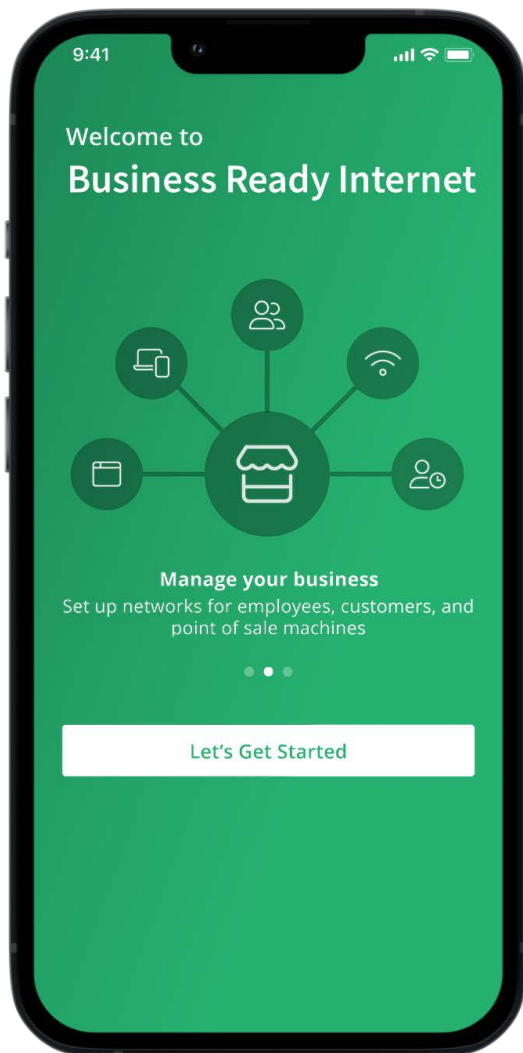 9:41
Welcome to
Business Ready Internet
Manage your business
Set up networks for employees, customers, and
point of sale machines
Let's Get Started